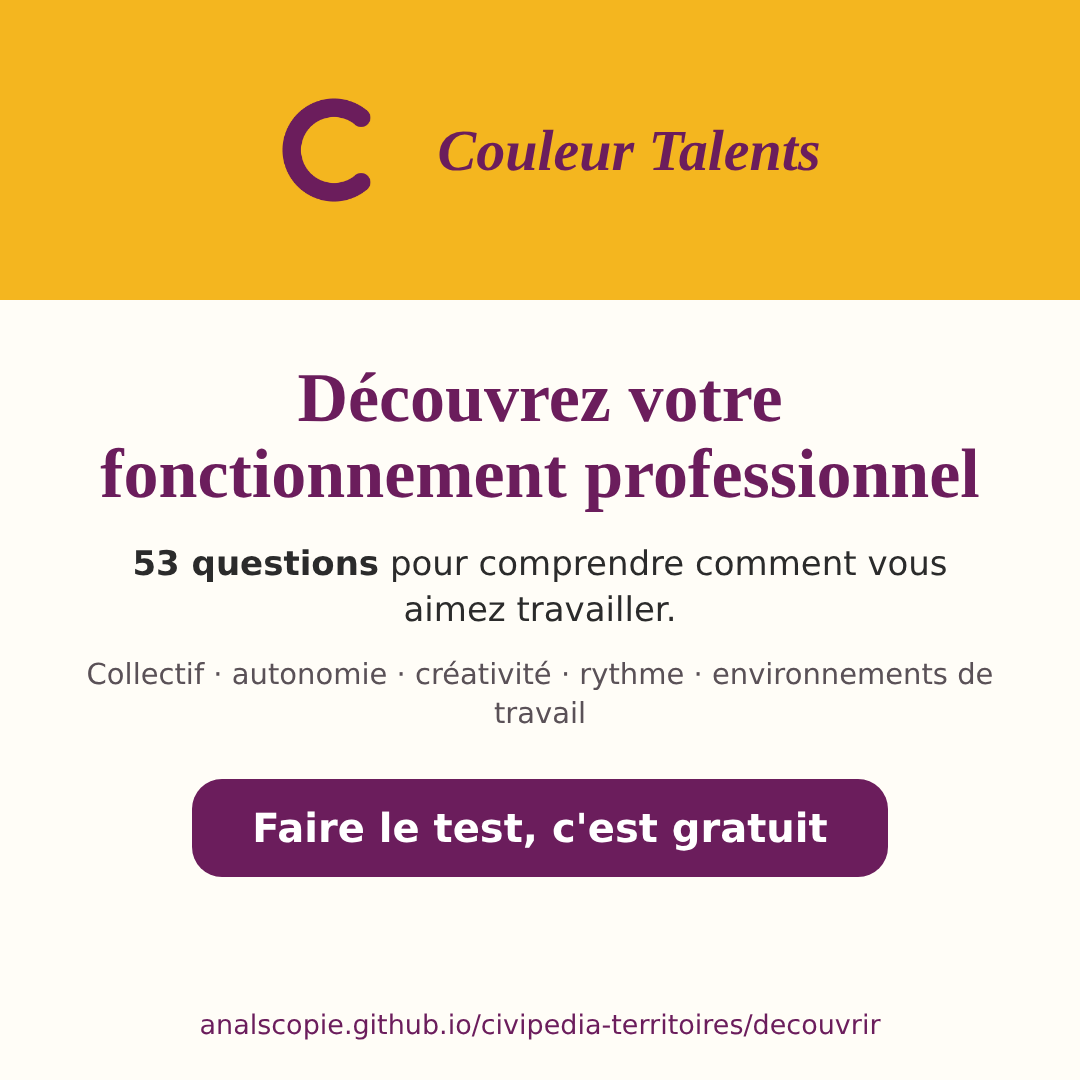 C Couleur Talents
Découvrez votre
fonctionnement professionnel
53 questions pour comprendre comment vous
aimez travailler.
Collectif · autonomie · créativité · rythme · environnements de
travail
Faire le test, c'est gratuit
analscopie.github.io/civipedia-territoires/decouvrir